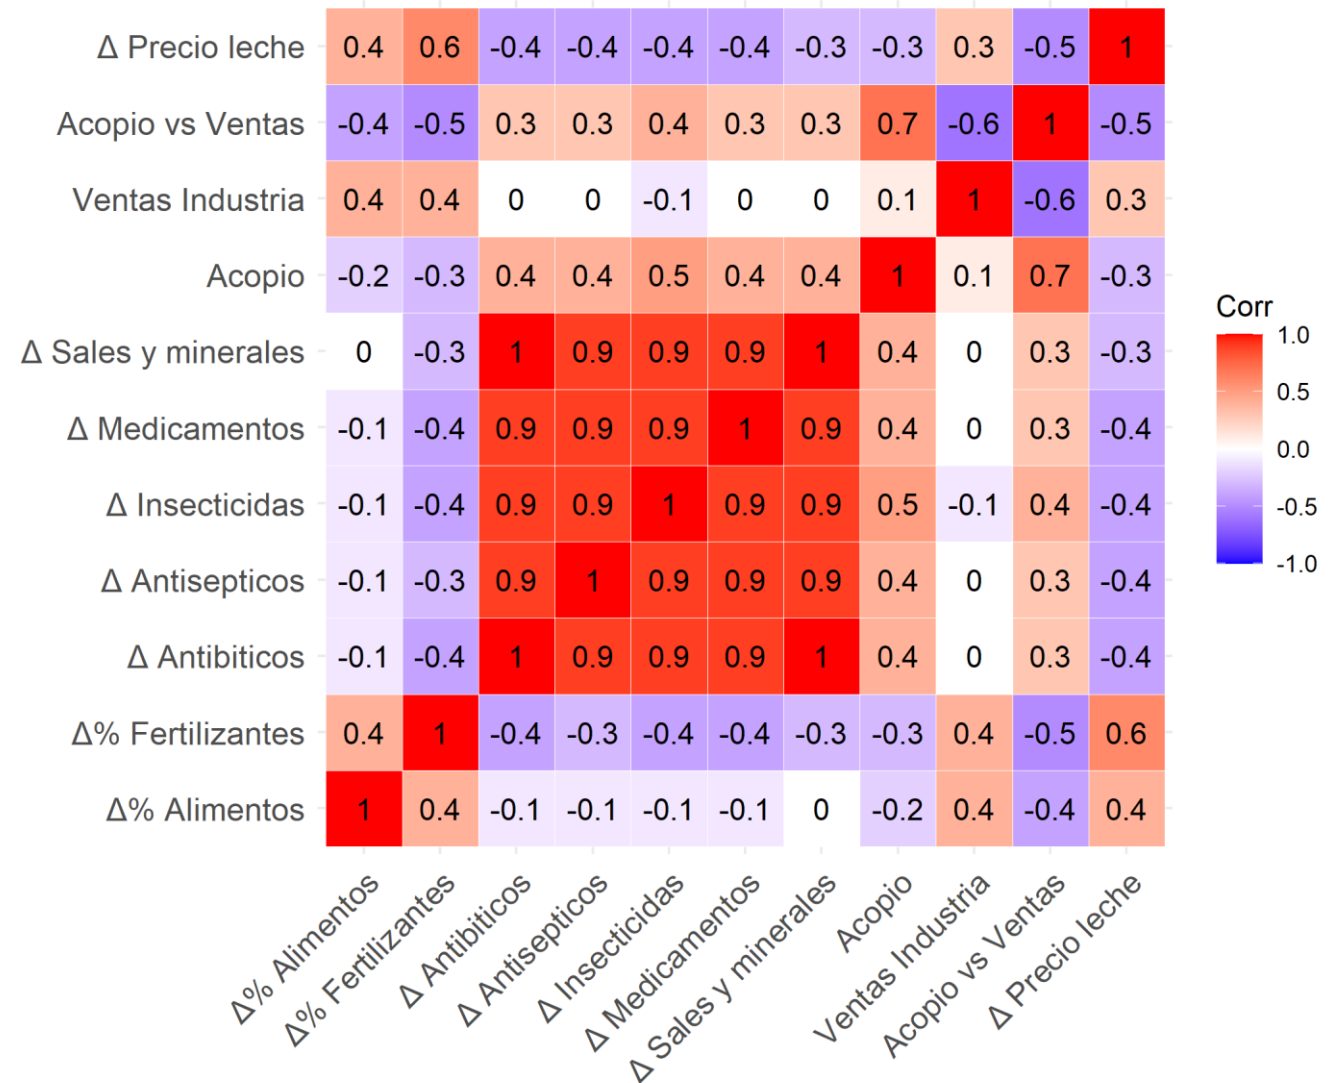 Δ Precio leche 0.4 0.6 -0.4 -0.4 -0.4 -0.4 -0.3 -0.3 0.3 -0.5 1
Acopio vs Ventas -0.4 -0.5 0.3 0.3 0.4 0.3 0.3 0.7 -0.6 1 -0.5
Ventas Industria 0.4 0.4 0 0 -0.1 0 0 0.1 1 -0.6 0.3
Acopio -0.2 -0.3 0.4 0.4 0.5 0.4 0.4 1 0.1 0.7 -0.3
Δ Sales y minerales 0 -0.3 1 0.9 0.9 0.9 1 0.4 0 0.3 -0.3
Δ Medicamentos -0.1 -0.4 0.9 0.9 0.9 1 0.9 0.4 0 0.3 -0.4
Δ Insecticidas -0.1 -0.4 0.9 0.9 1 0.9 0.9 0.5 -0.1 0.4 -0.4
Δ Antisepticos -0.1 -0.3 0.9 1 0.9 0.9 0.9 0.4 0 0.3 -0.4
Δ Antibiticos -0.1 -0.4 1 0.9 0.9 0.9 1 0.4 0 0.3 -0.4
Δ% Fertilizantes 0.4 1 -0.4 -0.3 -0.4 -0.4 -0.3 -0.3 0.4 -0.5 0.6
Δ% Alimentos 1 0.4 -0.1 -0.1 -0.1 -0.1 0 -0.2 0.4 -0.4 0.4
Δ% Alimentos
Δ% Fertilizantes
Δ Antibiticos
Δ Antisepticos
Δ Insecticidas
Δ Medicamentos
Δ Sales y minerales
Acopio
Ventas Industria
Acopio vs Ventas
Δ Precio leche
Corr
1.0
0.5
0.0
-0.5
-1.0